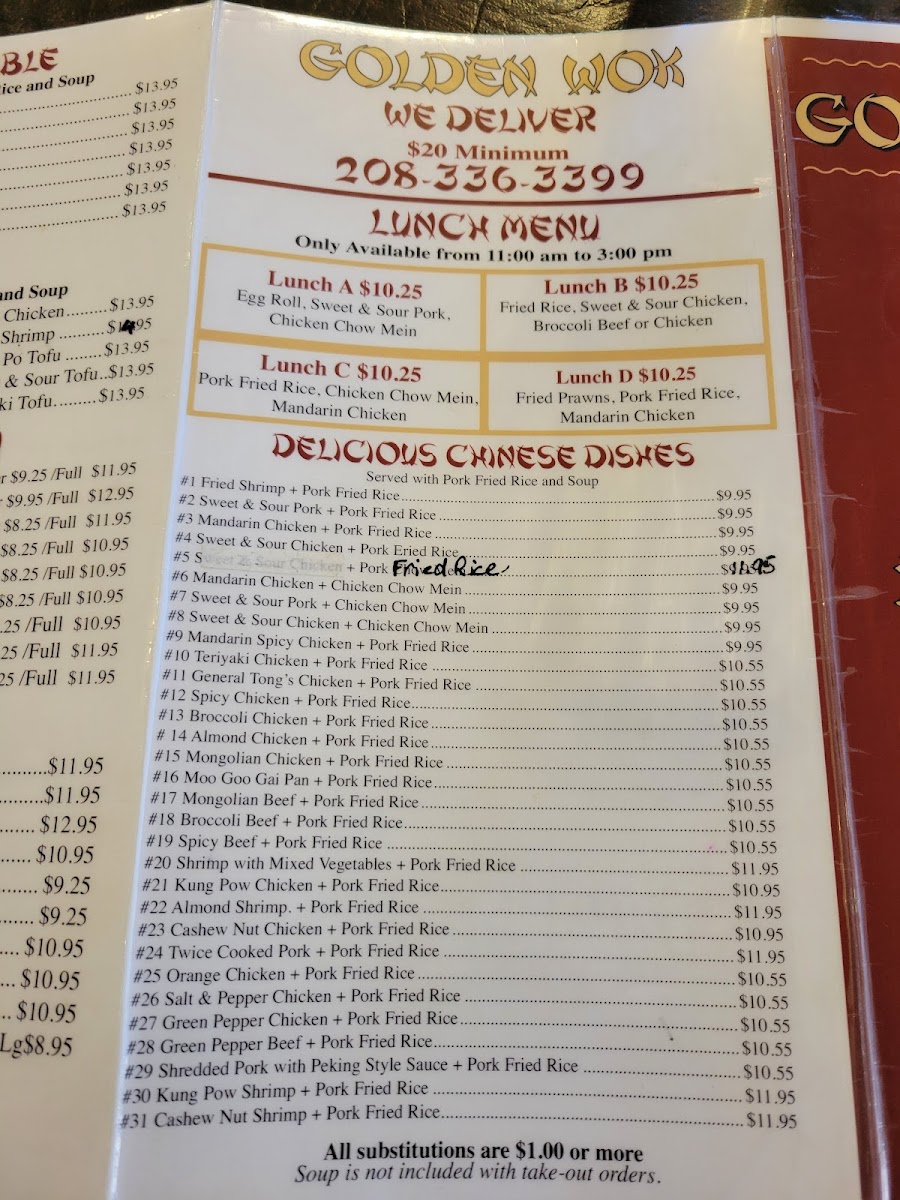 BLE
ice and Soup
$13.95
$13.95
$13.95
$13.95
$13.95
$13.95
$13.95
and Soup
Chicken.........$13.95
Shrimp ..........$14.95
Po Tofu ........$13.95
& Sour Tofu..$13.95
ki Tofu.........$13.95
r $9.25 /Full $11.95
$9.95 /Full $12.95
$8.25 /Full $11.95
$8.25 /Full $10.95
$8.25 /Full $10.95
$8.25 /Full $10.95
.25 /Full $10.95
25 /Full $11.95
25 /Full $11.95
$11.95
$11.95
$12.95
$10.95
$9.25
$9.25
$10.95
$10.95
$10.95
Lg$8.95
GOLDEN WOK
WE DELIVER
$20 Minimum
208-336-3399
LUNCH MENU
Only Available from 11:00 am to 3:00 pm
Lunch A $10.25
Egg Roll, Sweet & Sour Pork,
Chicken Chow Mein
Lunch B $10.25
Fried Rice, Sweet & Sour Chicken,
Broccoli Beef or Chicken
Lunch C $10.25
Pork Fried Rice, Chicken Chow Mein,
Mandarin Chicken
Lunch D $10.25
Fried Prawns, Pork Fried Rice,
Mandarin Chicken
DELICIOUS CHINESE DISHES
Served with Pork Fried Rice and Soup
#1 Fried Shrimp + Pork Fried Rice $9.95
#2 Sweet & Sour Pork + Pork Fried Rice $9.95
#3 Mandarin Chicken + Pork Fried Rice $9.95
#4 Sweet & Sour Chicken + Pork Fried Rice $9.95
#5 Sweet & Sour Chicken + Pork Fried Rice 11.95
#6 Mandarin Chicken + Chicken Chow Mein $9.95
#7 Sweet & Sour Pork + Chicken Chow Mein $9.95
#8 Sweet & Sour Chicken + Chicken Chow Mein $9.95
#9 Mandarin Spicy Chicken + Pork Fried Rice $9.95
#10 Teriyaki Chicken + Pork Fried Rice $10.55
#11 General Tong's Chicken + Pork Fried Rice $10.55
#12 Spicy Chicken + Pork Fried Rice $10.55
#13 Broccoli Chicken + Pork Fried Rice $10.55
# 14 Almond Chicken + Pork Fried Rice $10.55
#15 Mongolian Chicken + Pork Fried Rice $10.55
#16 Moo Goo Gai Pan + Pork Fried Rice $10.55
#17 Mongolian Beef + Pork Fried Rice $10.55
#18 Broccoli Beef + Pork Fried Rice $10.55
#19 Spicy Beef + Pork Fried Rice $10.55
#20 Shrimp with Mixed Vegetables + Pork Fried Rice $11.95
#21 Kung Pow Chicken + Pork Fried Rice $10.95
#22 Almond Shrimp. + Pork Fried Rice $11.95
#23 Cashew Nut Chicken + Pork Fried Rice $10.95
#24 Twice Cooked Pork + Pork Fried Rice $11.95
#25 Orange Chicken + Pork Fried Rice $10.55
#26 Salt & Pepper Chicken + Pork Fried Rice $10.55
#27 Green Pepper Chicken + Pork Fried Rice $10.55
#28 Green Pepper Beef + Pork Fried Rice $10.55
#29 Shredded Pork with Peking Style Sauce + Pork Fried Rice $10.55
#30 Kung Pow Shrimp + Pork Fried Rice $11.95
#31 Cashew Nut Shrimp + Pork Fried Rice $11.95
All substitutions are $1.00 or more
Soup is not included with take-out orders.
GO